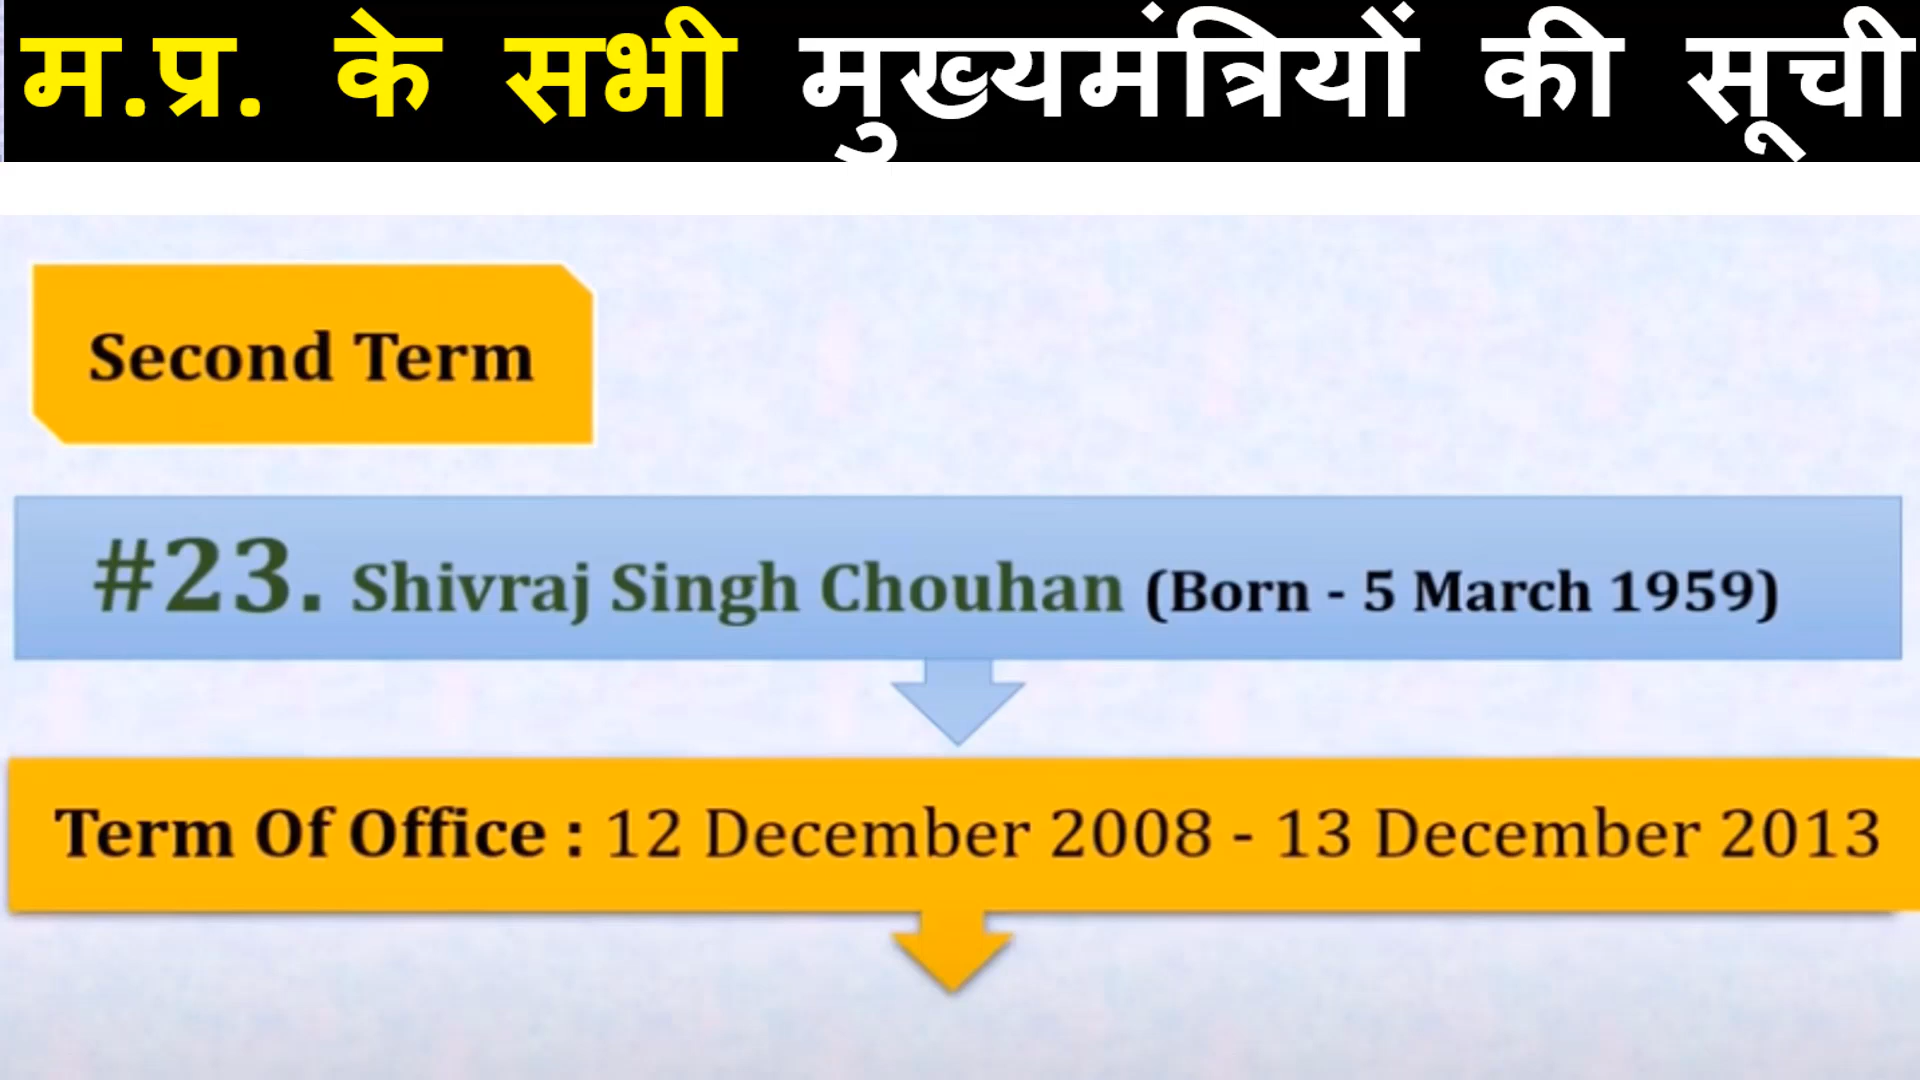 म.प्र. के सभी मुख्यमंत्रियों की सूची
Second Term
#23. Shivraj Singh Chouhan (Born - 5 March 1959)
Term Of Office : 12 December 2008 - 13 December 2013